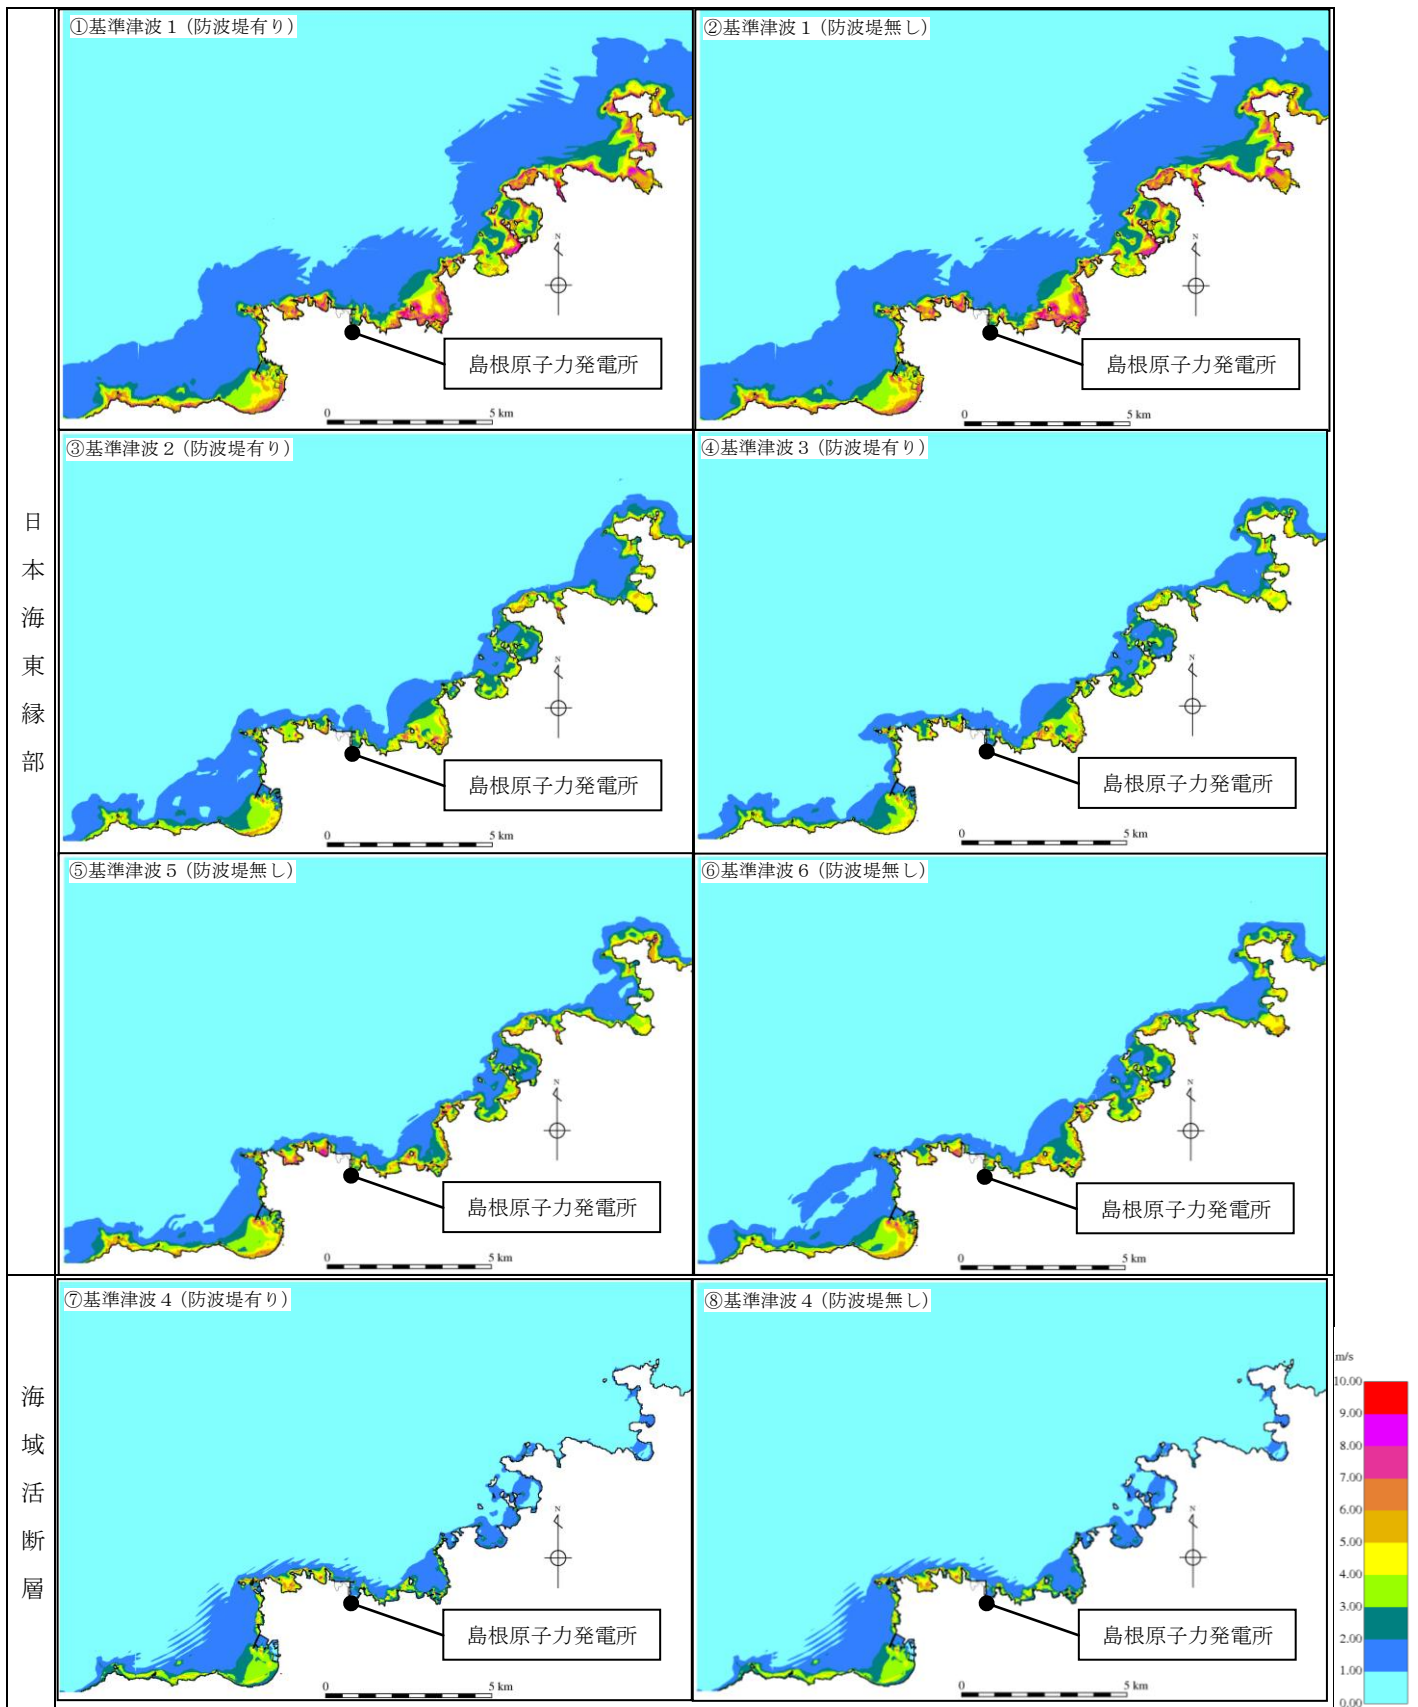 ①基準津波１(防波堤有り)
②基準津波１(防波堤無し)
N
N
島根原子力発電所
島根原子力発電所
0 5 km
0 5 km
日本海東縁部
③基準津波２(防波堤有り)
④基準津波３(防波堤有り)
N
N
島根原子力発電所
島根原子力発電所
0 5 km
0 5 km
⑤基準津波５(防波堤無し)
⑥基準津波６(防波堤無し)
N
N
島根原子力発電所
島根原子力発電所
0 5 km
0 5 km
海域活断層
⑦基準津波４(防波堤有り)
⑧基準津波４(防波堤無し)
N
N
島根原子力発電所
島根原子力発電所
0 5 km
0 5 km
m/s
10.00
9.00
8.00
7.00
6.00
5.00
4.00
3.00
2.00
1.00
0.00